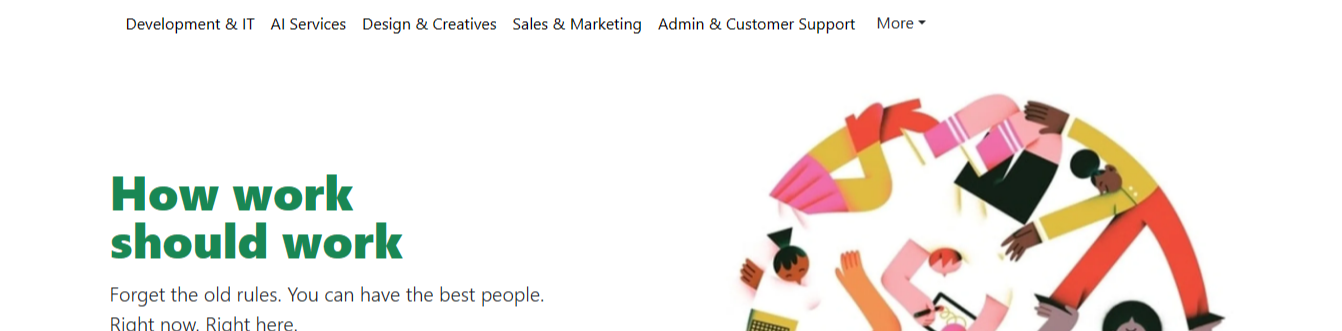 Development & IT AI Services Design & Creatives Sales & Marketing Admin & Customer Support More
How work
should work
Forget the old rules. You can have the best people.
Right now. Right here.